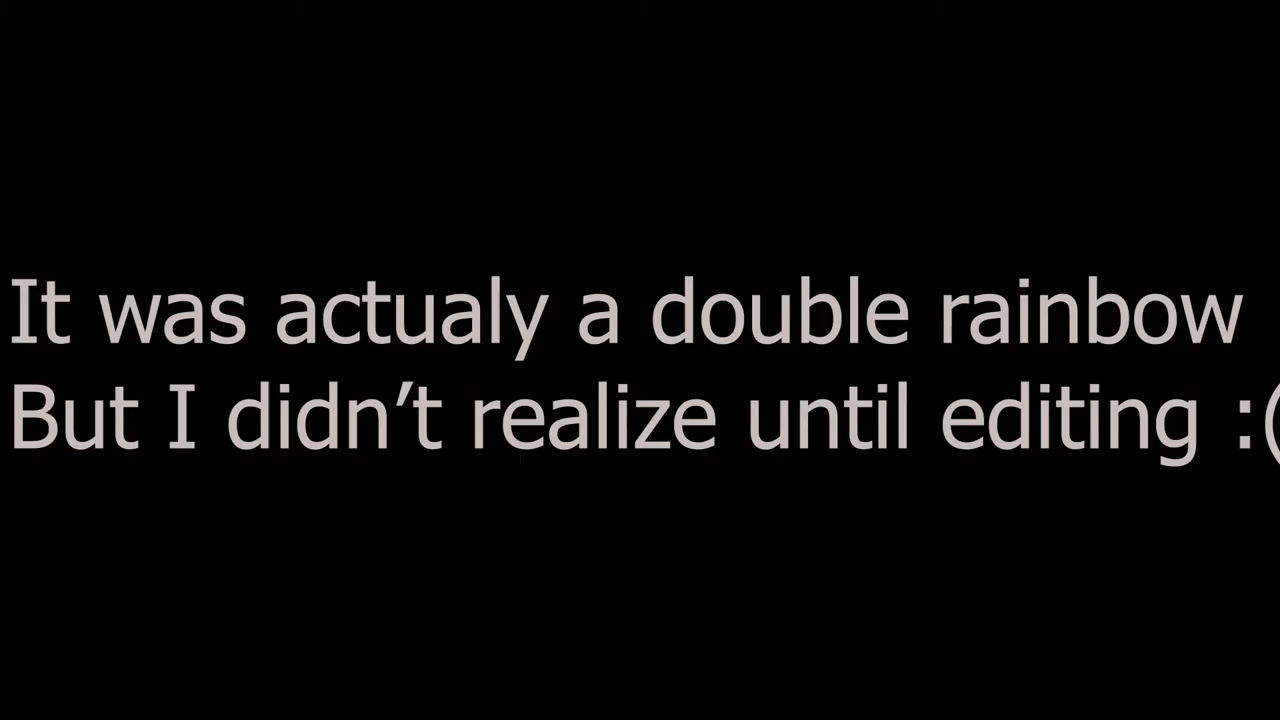 It was actualy a double rainbow
But I didn’t realize until editing :(